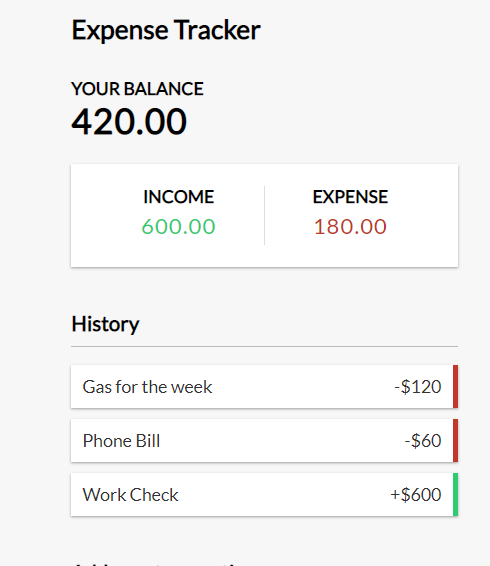 Expense Tracker
YOUR BALANCE
420.00
INCOME EXPENSE
600.00 180.00
History
Gas for the week -$120
Phone Bill -$60
Work Check +$600